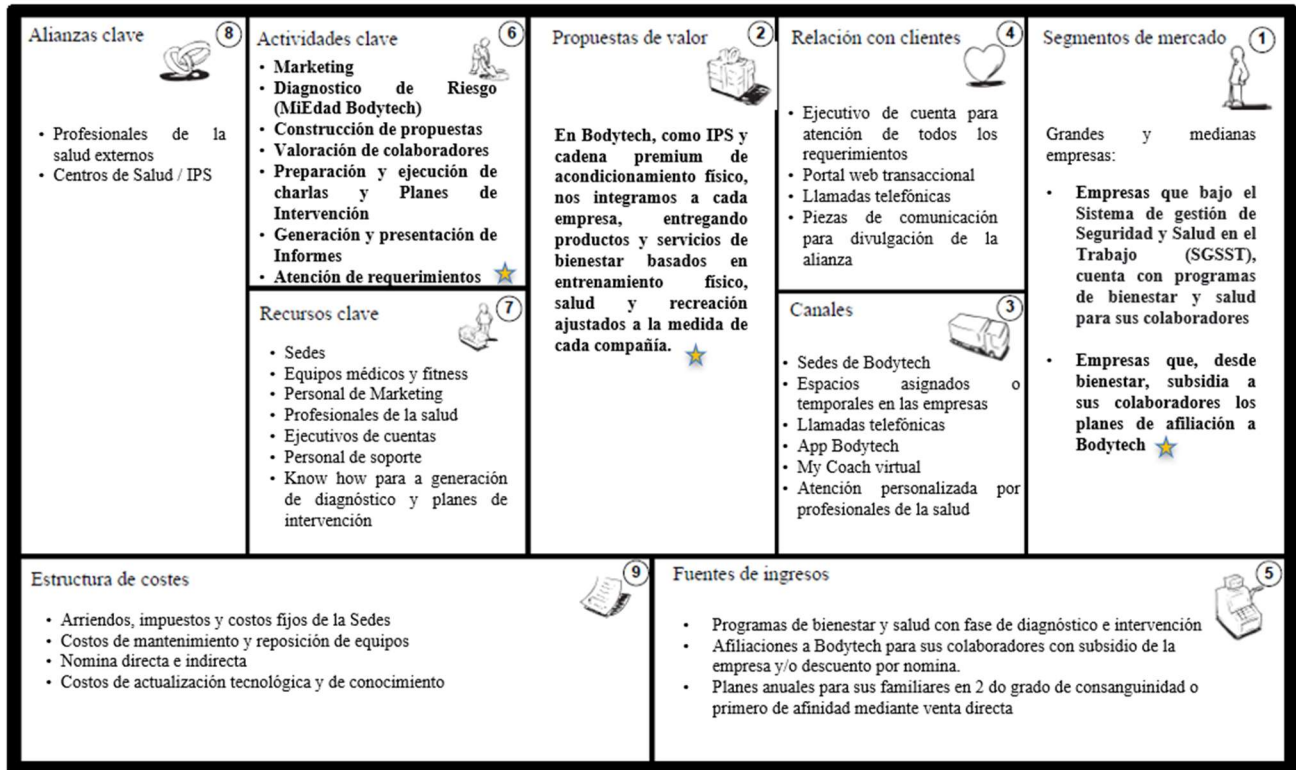 Alianzas clave
8
• Profesionales de la
salud externos
• Centros de Salud / IPS
Actividades clave
6
• Marketing
• Diagnostico de Riesgo
(MiEdad Bodytech)
• Construcción de propuestas
• Valoración de colaboradores
• Preparación y ejecución de
charlas y Planes de
Intervención
• Generación y presentación de
Informes
• Atención de requerimientos
Recursos clave
7
• Sedes
• Equipos médicos y fitness
• Personal de Marketing
• Profesionales de la salud
• Ejecutivos de cuentas
• Personal de soporte
• Know how para a generación
de diagnóstico y planes de
intervención
Propuestas de valor
2
En Bodytech, como IPS y
cadena premium de
acondicionamiento físico,
nos integramos a cada
empresa, entregando
productos y servicios de
bienestar basados en
entrenamiento físico,
salud y recreación
ajustados a la medida de
cada compañía.
Relación con clientes
4
• Ejecutivo de cuenta para
atención de todos los
requerimientos
• Portal web transaccional
• Llamadas telefónicas
• Piezas de comunicación
para divulgación de la
alianza
Canales
3
• Sedes de Bodytech
• Espacios asignados o
temporales en las empresas
• Llamadas telefónicas
• App Bodytech
• My Coach virtual
• Atención personalizada por
profesionales de la salud
Segmentos de mercado
1
Grandes y medianas
empresas:
• Empresas que bajo el
Sistema de gestión de
Seguridad y Salud en el
Trabajo (SGSST),
cuenta con programas
de bienestar y salud
para sus colaboradores
• Empresas que, desde
bienestar, subsidia a
sus colaboradores los
planes de afiliación a
Bodytech
Estructura de costes
9
• Arriendos, impuestos y costos fijos de la Sedes
• Costos de mantenimiento y reposición de equipos
• Nomina directa e indirecta
• Costos de actualización tecnológica y de conocimiento
Fuentes de ingresos
5
• Programas de bienestar y salud con fase de diagnóstico e intervención
• Afiliaciones a Bodytech para sus colaboradores con subsidio de la
empresa y/o descuento por nomina.
• Planes anuales para sus familiares en 2 do grado de consanguinidad o
primero de afinidad mediante venta directa